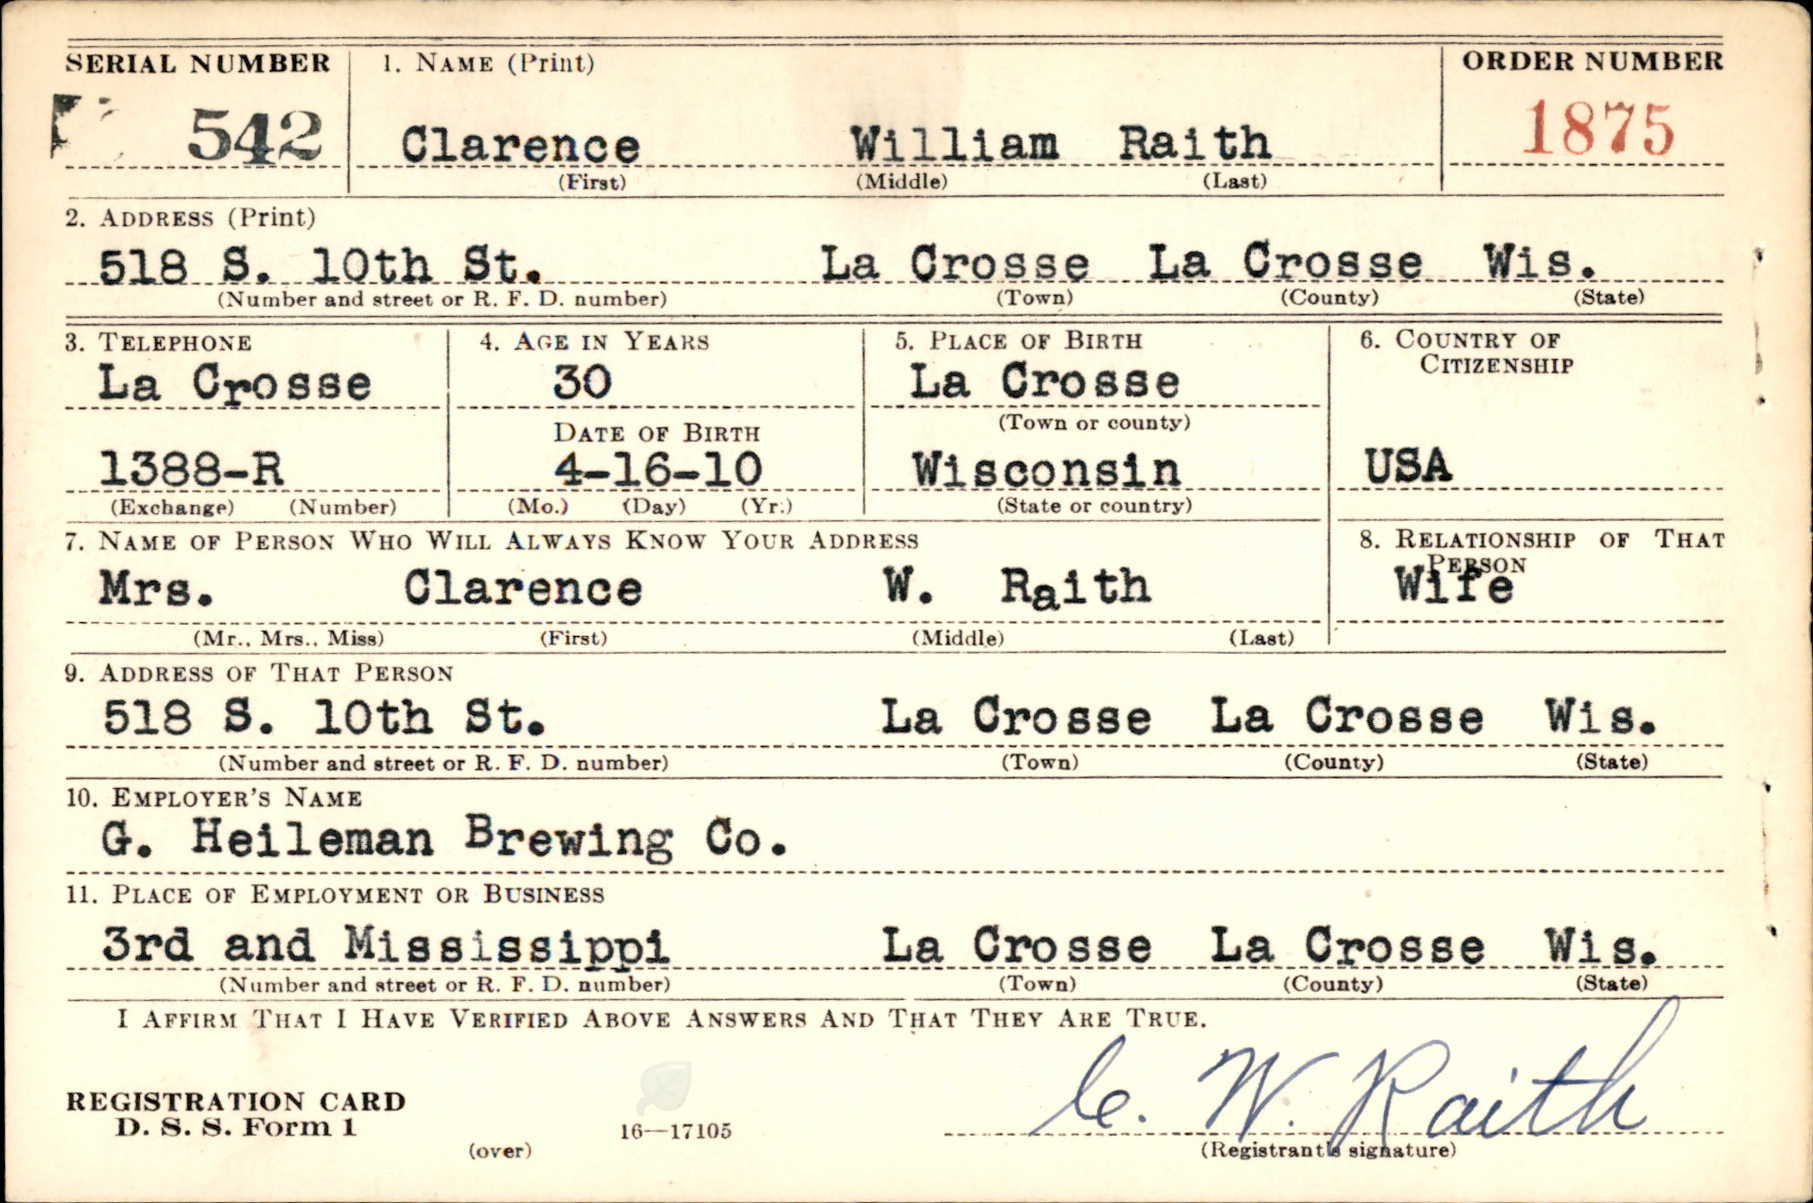 SERIAL NUMBER 1. NAME (Print) ORDER NUMBER
542 Clarence William Raith 1875
(First) (Middle) (Last)
2. ADDRESS (Print)
518 S. 10th St. La Crosse La Crosse Wis.
(Number and street or R. F. D. number) (Town) (County) (State)
3. TELEPHONE 4. AGE IN YEARS 5. PLACE OF BIRTH 6. COUNTRY OF
CITIZENSHIP
La Crosse 30 La Crosse
(Town or county)
DATE OF BIRTH
1388-R 4-16-10 Wisconsin USA
(Exchange) (Number) (Mo.) (Day) (Yr.) (State or country)
7. NAME OF PERSON WHO WILL ALWAYS KNOW YOUR ADDRESS 8. RELATIONSHIP OF THAT
PERSON
Mrs. Clarence W. Raith Wife
(Mr., Mrs., Miss) (First) (Middle) (Last)
9. ADDRESS OF THAT PERSON
518 S. 10th St. La Crosse La Crosse Wis.
(Number and street or R. F. D. number) (Town) (County) (State)
10. EMPLOYER'S NAME
G. Heileman Brewing Co.
11. PLACE OF EMPLOYMENT OR BUSINESS
3rd and Mississippi La Crosse La Crosse Wis.
(Number and street or R. F. D. number) (Town) (County) (State)
I AFFIRM THAT I HAVE VERIFIED ABOVE ANSWERS AND THAT THEY ARE TRUE.
REGISTRATION CARD
D. S. S. Form 1
(over) 16—17105
C. W. Raith
(Registrant's signature)